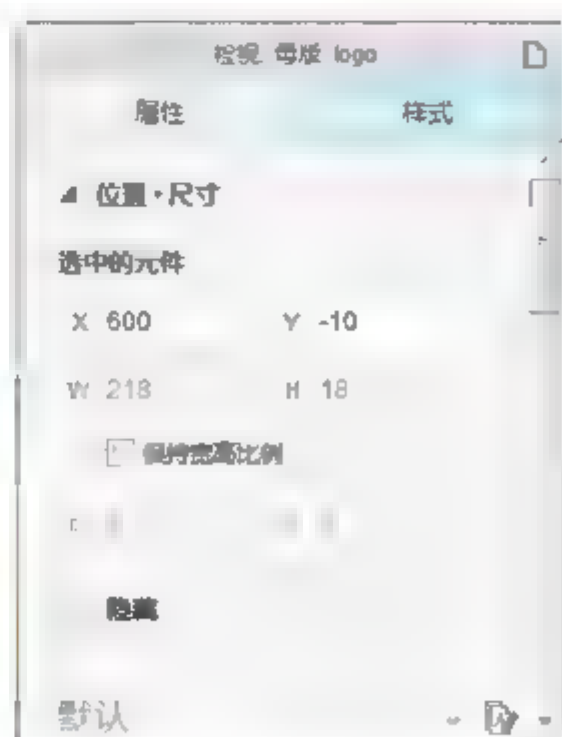 检视: 母版 logo
属性 样式
位置·尺寸
选中的元件
X 600 Y -10
W 218 H 18
保持宽高比例
隐藏
默认